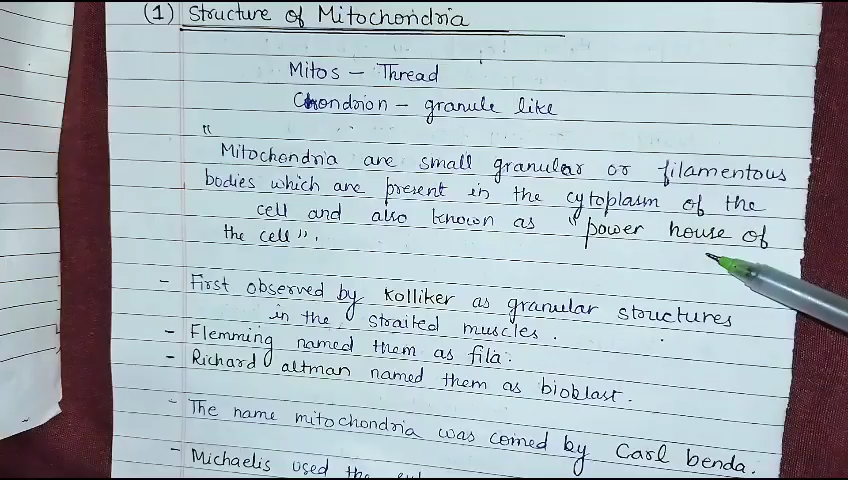 (1) Structure of Mitochondria
Mitos – Thread
Chondrion – granule like
"
Mitochondria are small granular or filamentous
bodies which are present in the cytoplasm of the
cell and also known as "power house of
the cell".
– First observed by Kolliker as granular structures
in the straited muscles.
– Flemming named them as fila.
– Richard altman named them as bioblast.
– The name mitochondria was coined by Carl benda.
– Michaelis used the